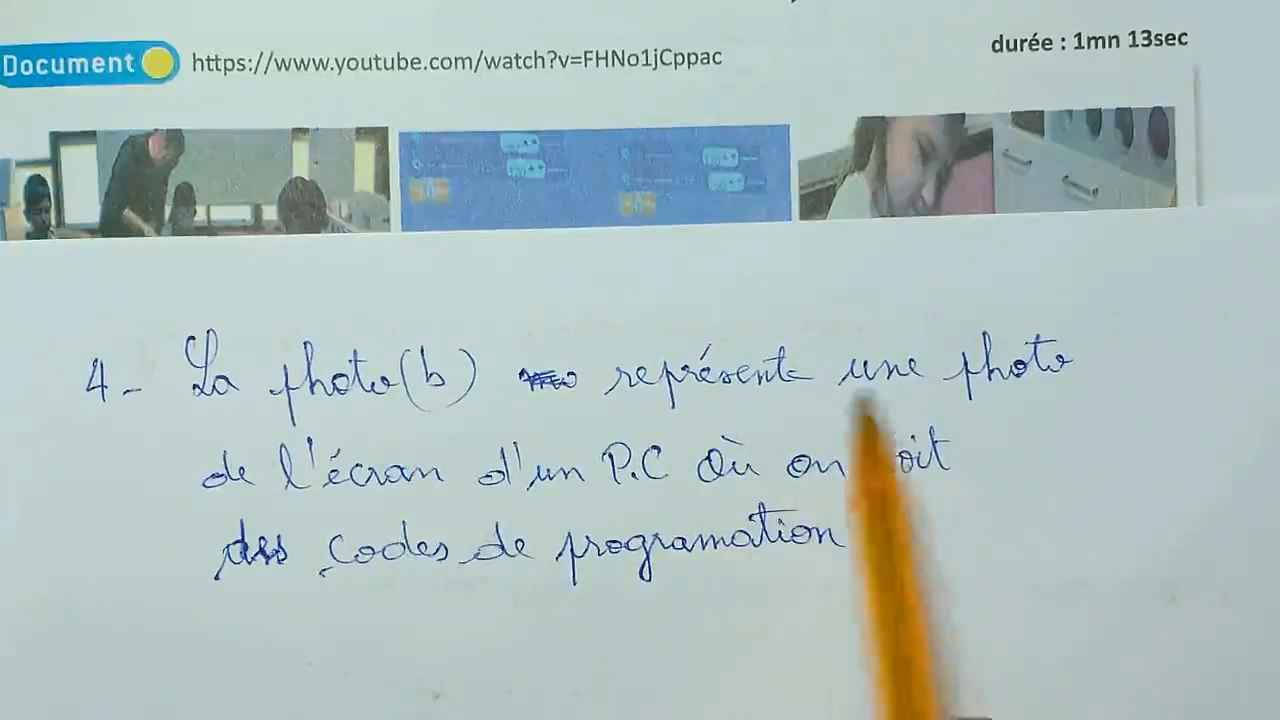 Document https://www.youtube.com/watch?v=FHNo1jCppac durée : 1mn 13sec
4- La photo (b) représente une photo
de l'écran d'un P.C où on voit
des codes de programation